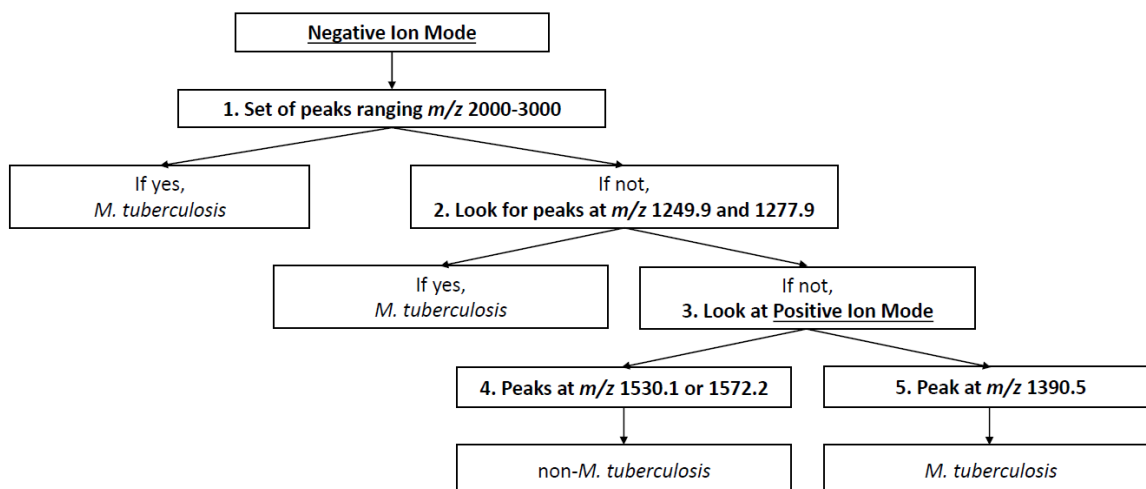 Negative Ion Mode
1. Set of peaks ranging m/z 2000-3000
If yes,
M. tuberculosis
If not,
2. Look for peaks at m/z 1249.9 and 1277.9
If yes,
M. tuberculosis
If not,
3. Look at Positive Ion Mode
4. Peaks at m/z 1530.1 or 1572.2
5. Peak at m/z 1390.5
non-M. tuberculosis
M. tuberculosis